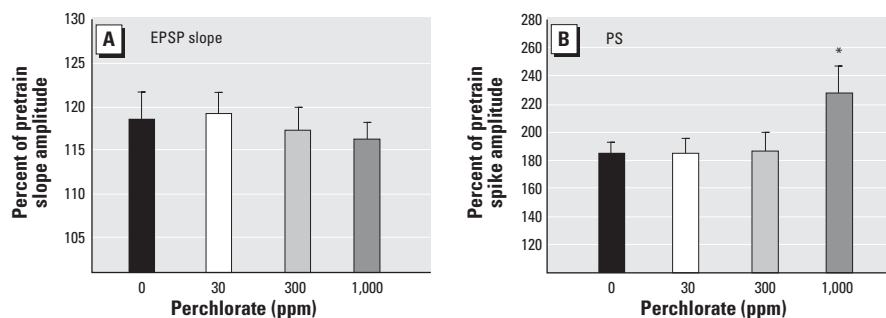 A
EPSP slope
Percent of pretrain
slope amplitude
130
125
120
115
110
105
0
30
300
1,000
Perchlorate (ppm)
B
PS
*
Percent of pretrain
spike amplitude
280
260
240
220
200
180
160
140
120
0
30
300
1,000
Perchlorate (ppm)